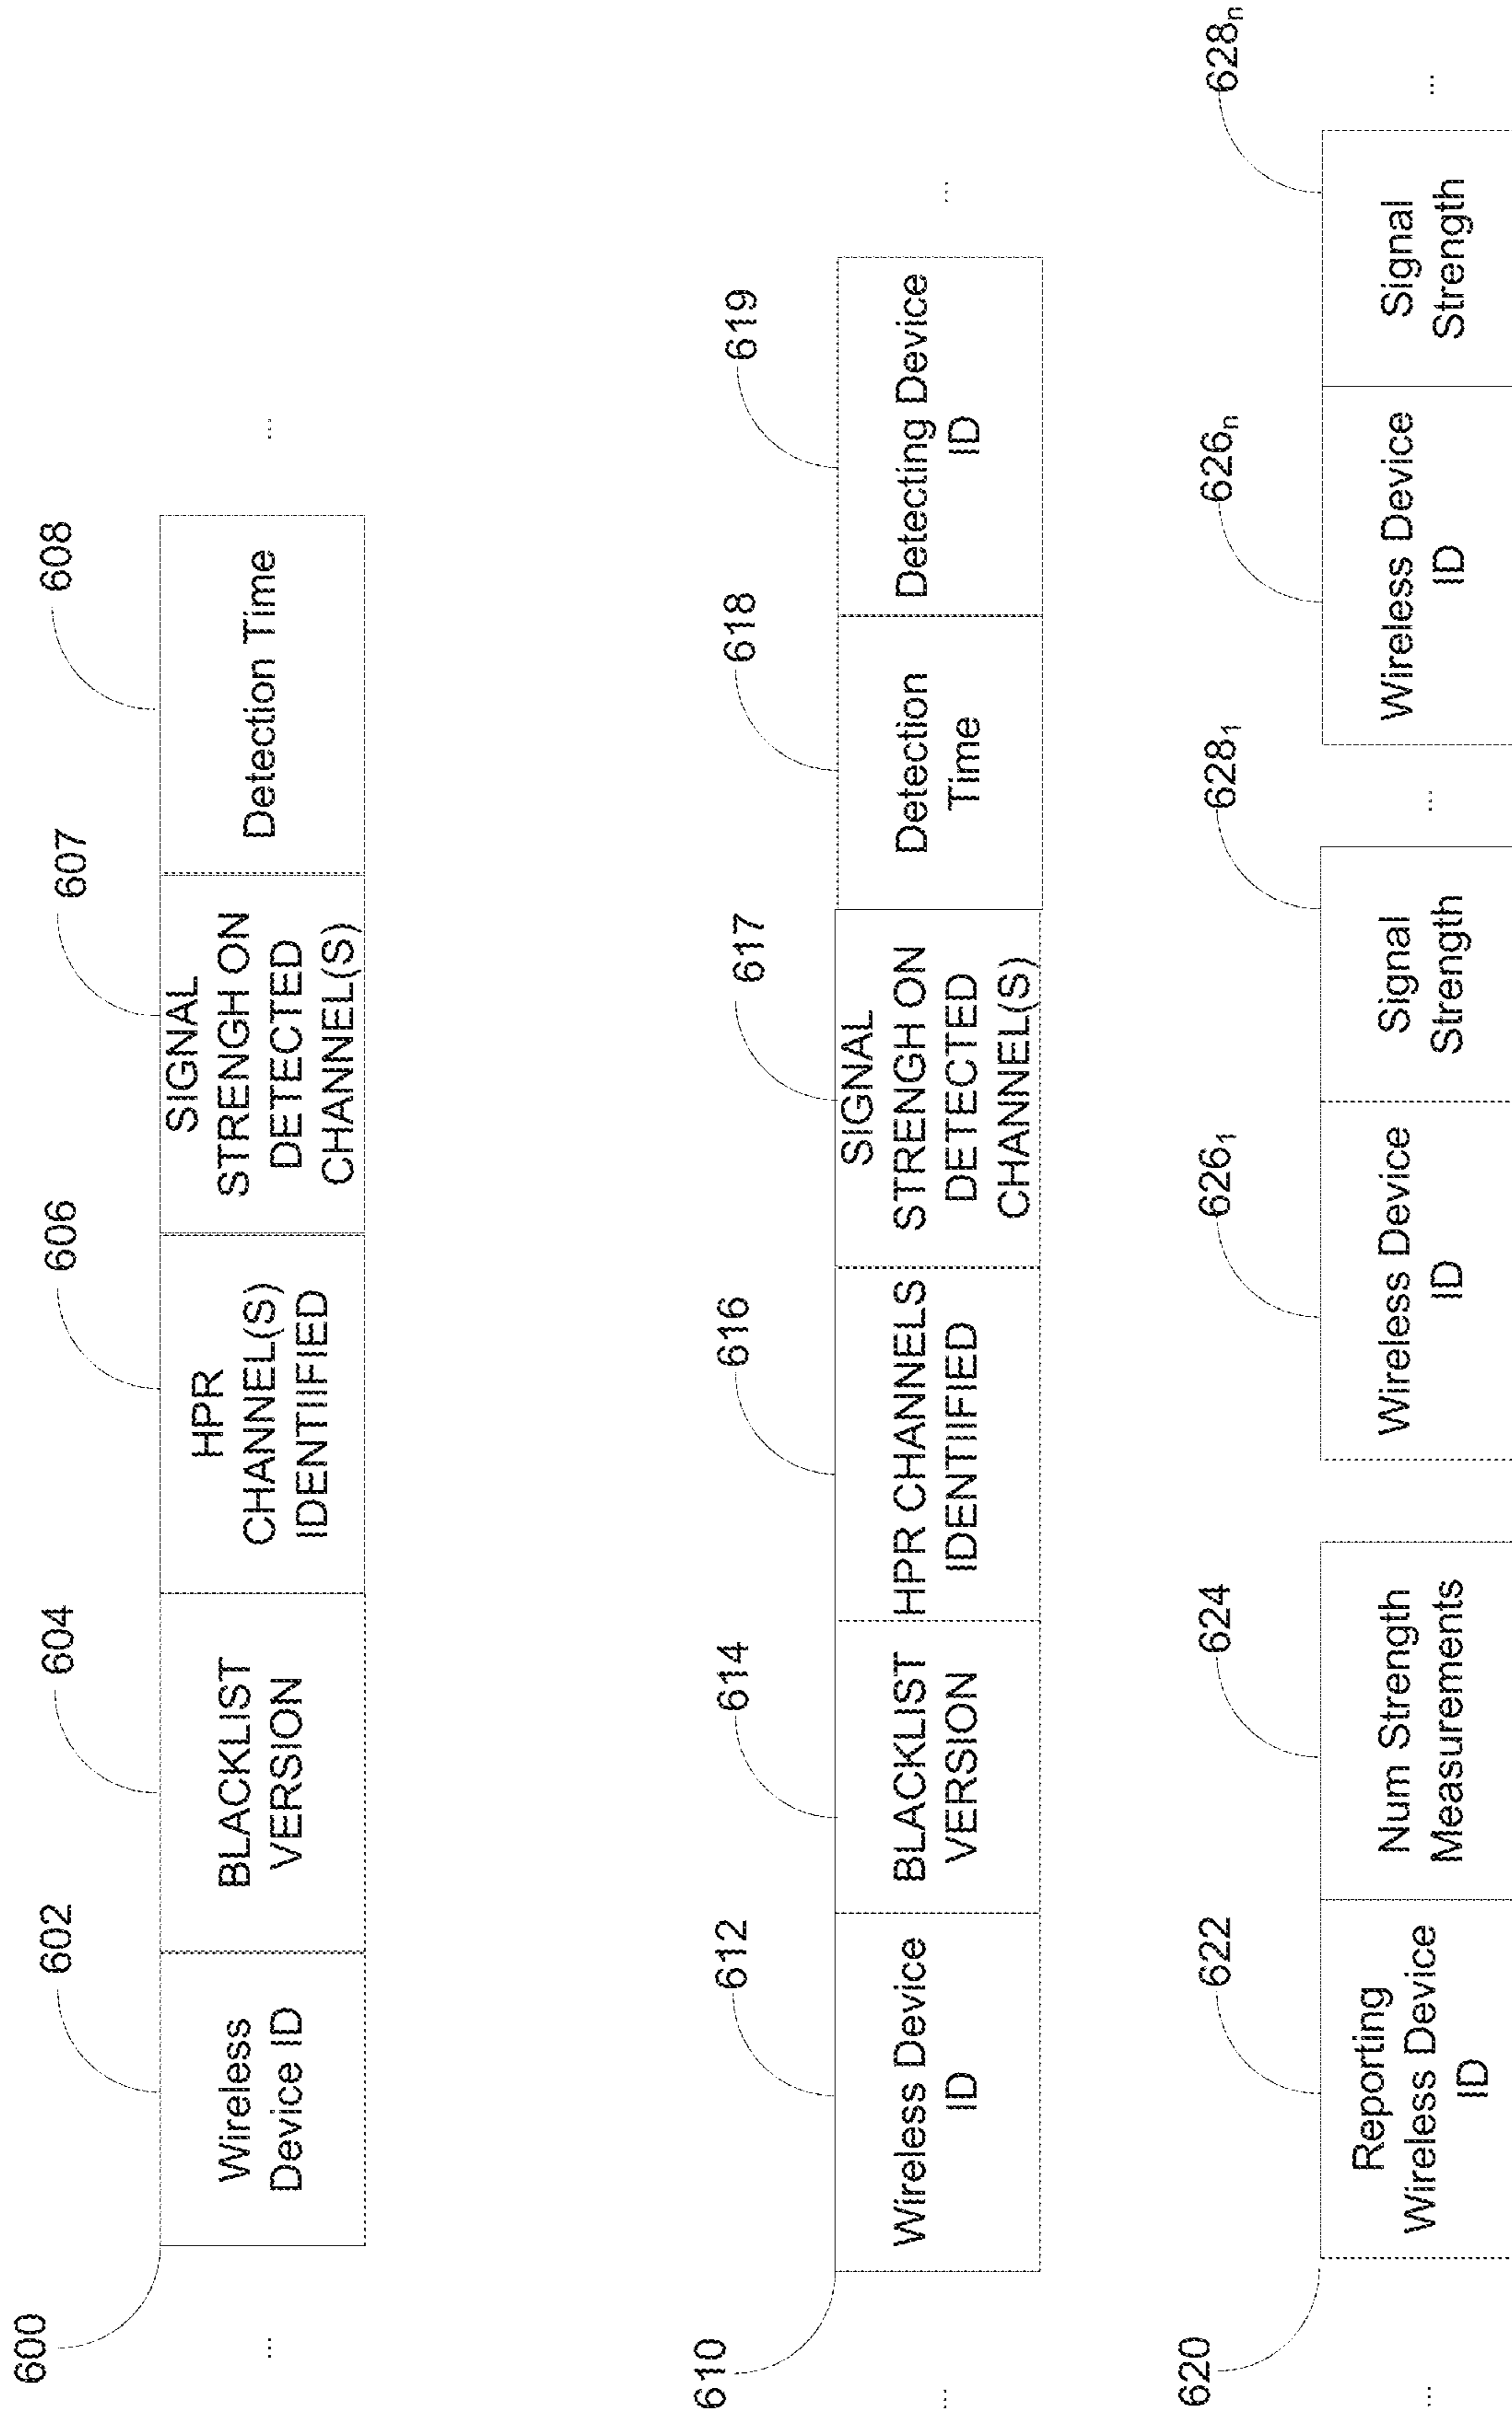 600
602
604
606
607
608
...
Wireless
Device ID
BLACKLIST
VERSION
HPR
CHANNEL(S)
IDENTIIFIED
SIGNAL
STRENGH ON
DETECTED
CHANNEL(S)
Detection Time
...
610
612
614
616
617
618
619
...
Wireless Device
ID
BLACKLIST
VERSION
HPR CHANNELS
IDENTIIFIED
SIGNAL
STRENGH ON
DETECTED
CHANNEL(S)
Detection
Time
Detecting Device
ID
...
620
622
624
626₁
628₁
626ₙ
628ₙ
...
Reporting
Wireless Device
ID
Num Strength
Measurements
Wireless Device
ID
Signal
Strength
...
Wireless Device
ID
Signal
Strength
...